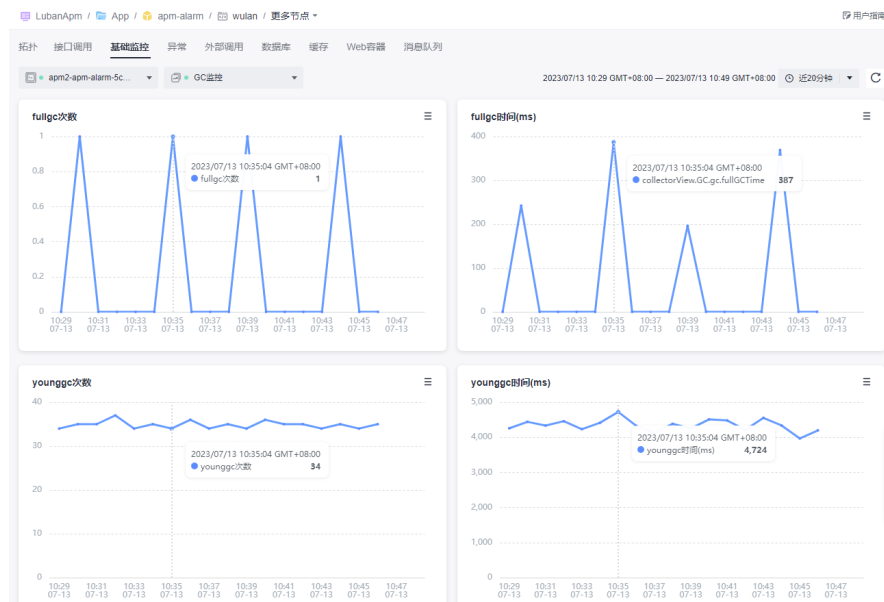 LubanApm / App / apm-alarm / wulan / 更多节点
用户指南
拓扑 接口调用 基础监控 异常 外部调用 数据库 缓存 Web容器 消息队列
apm2-apm-alarm-5c... GC监控 2023/07/13 10:29 GMT+08:00 — 2023/07/13 10:49 GMT+08:00 近20分钟
fullgc次数
1
0.8
0.6
0.4
0.2
0
2023/07/13 10:35:04 GMT+08:00
fullgc次数 1
10:29 10:31 10:33 10:35 10:37 10:39 10:41 10:43 10:45 10:47
07-13 07-13 07-13 07-13 07-13 07-13 07-13 07-13 07-13 07-13
fullgc时间(ms)
400
300
200
100
0
2023/07/13 10:35:04 GMT+08:00
collectorView.GC.gc.fullGCTime 387
10:29 10:31 10:33 10:35 10:37 10:39 10:41 10:43 10:45 10:47
07-13 07-13 07-13 07-13 07-13 07-13 07-13 07-13 07-13 07-13
younggc次数
40
30
20
10
0
2023/07/13 10:35:04 GMT+08:00
younggc次数 34
10:29 10:31 10:33 10:35 10:37 10:39 10:41 10:43 10:45 10:47
07-13 07-13 07-13 07-13 07-13 07-13 07-13 07-13 07-13 07-13
younggc时间(ms)
5,000
4,000
3,000
2,000
1,000
0
2023/07/13 10:35:04 GMT+08:00
younggc时间(ms) 4,724
10:29 10:31 10:33 10:35 10:37 10:39 10:41 10:43 10:45 10:47
07-13 07-13 07-13 07-13 07-13 07-13 07-13 07-13 07-13 07-13